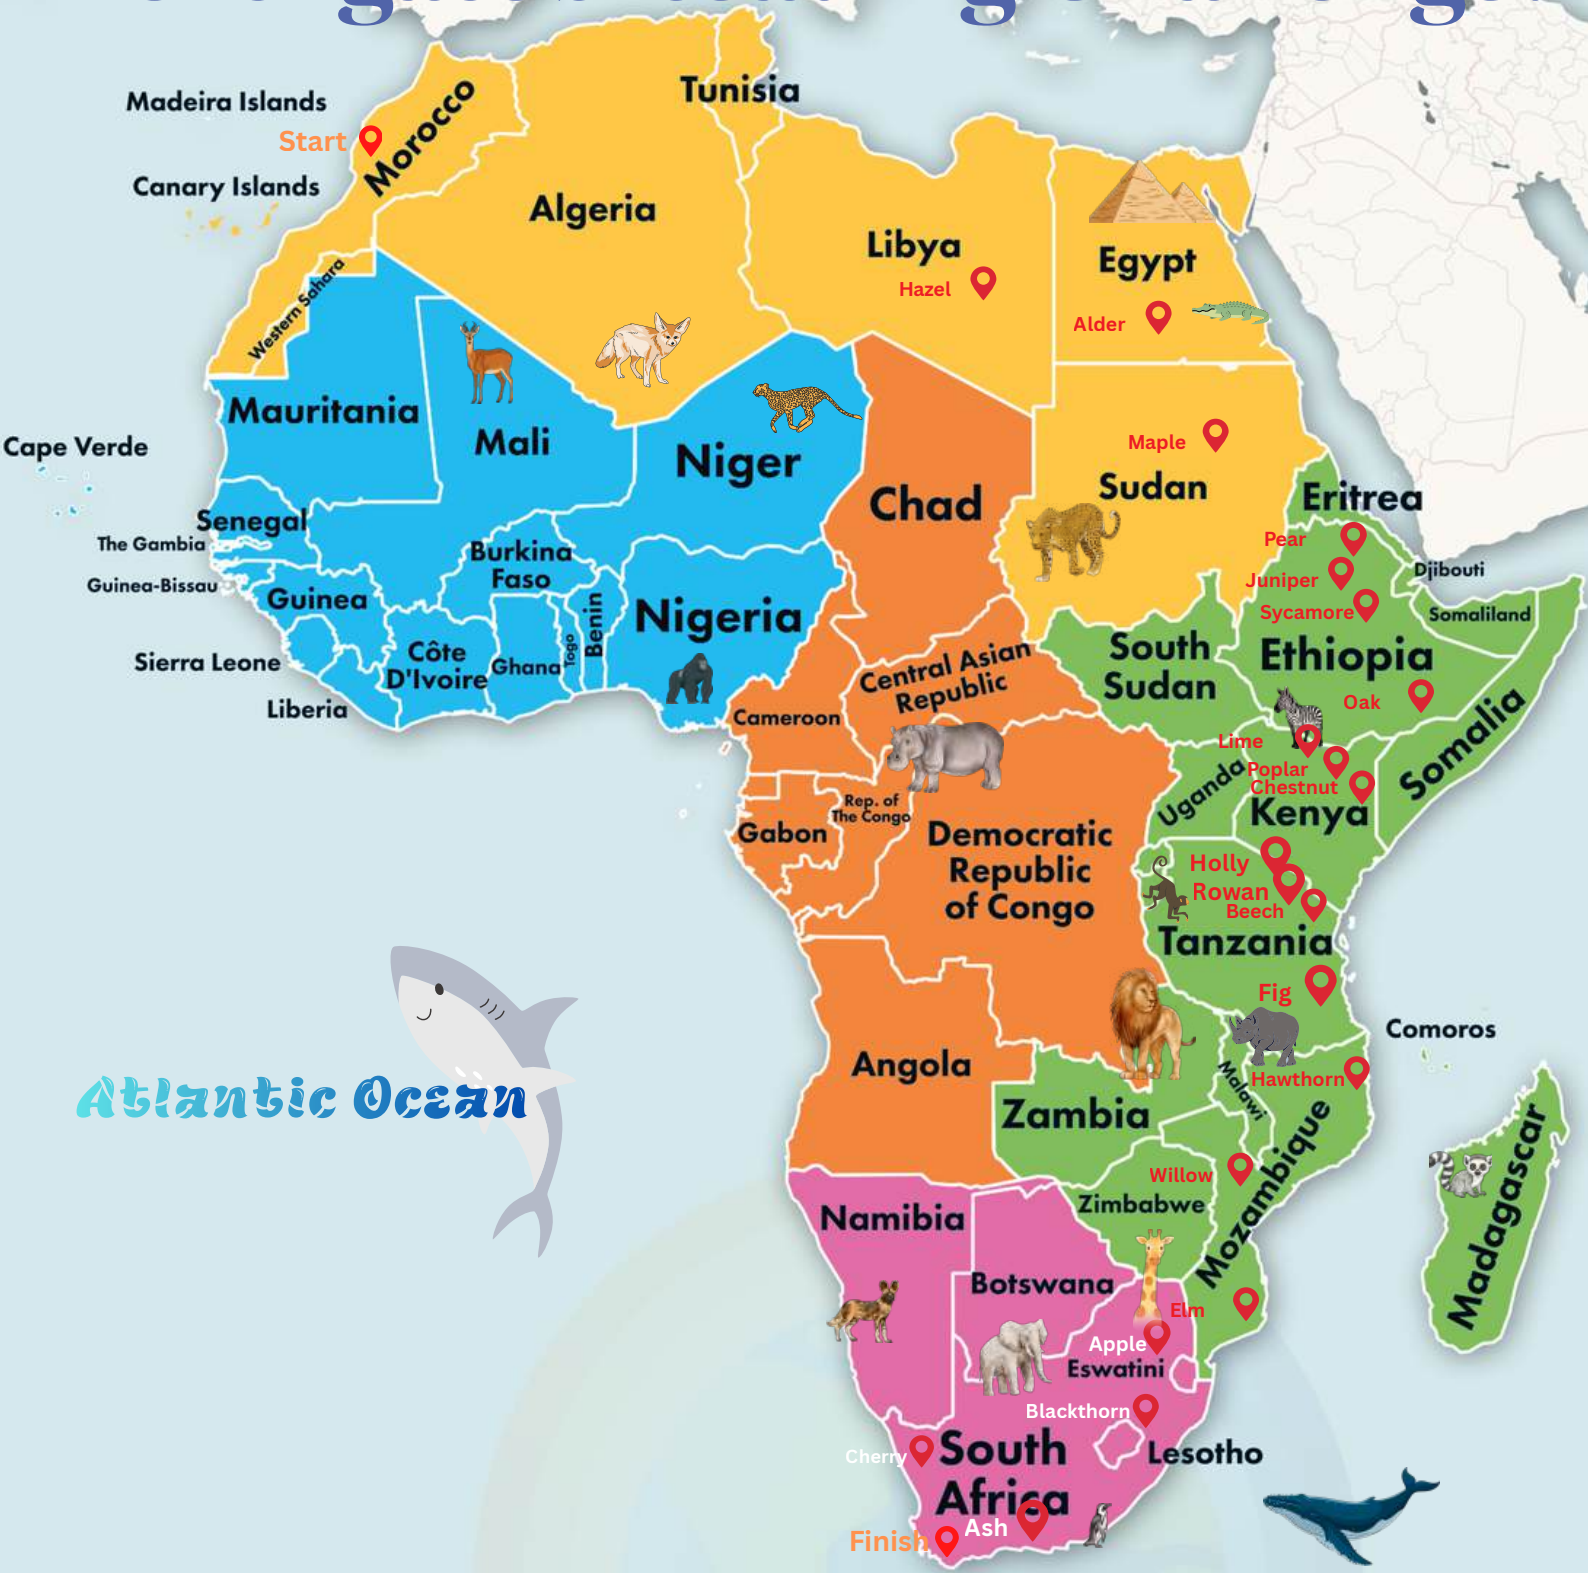 Tunisia
Madeira Islands
Start
Morocco
Canary Islands
Algeria
Libya
Egypt
Hazel
Alder
Western Sahara
Mauritania
Mali
Niger
Maple
Cape Verde
Chad
Sudan
Eritrea
Senegal
The Gambia
Burkina
Faso
Pear
Djibouti
Guinea-Bissau
Guinea
Juniper
Benin
Nigeria
Sycamore
Somaliland
Sierra Leone
Côte
D'Ivoire
Ghana
Togo
Central Asian
Republic
South
Sudan
Ethiopia
Liberia
Cameroon
Oak
Somalia
Lime
Uganda
Poplar
Chestnut
Kenya
Rep. of
The Congo
Gabon
Democratic
Republic
of Congo
Holly
Rowan
Beech
Tanzania
Fig
Comoros
Angola
Malawi
Hawthorn
Atlantic Ocean
Zambia
Mozambique
Madagascar
Willow
Zimbabwe
Namibia
Botswana
Elm
Apple
Eswatini
Blackthorn
Cherry
South
Africa
Lesotho
Ash
Finish